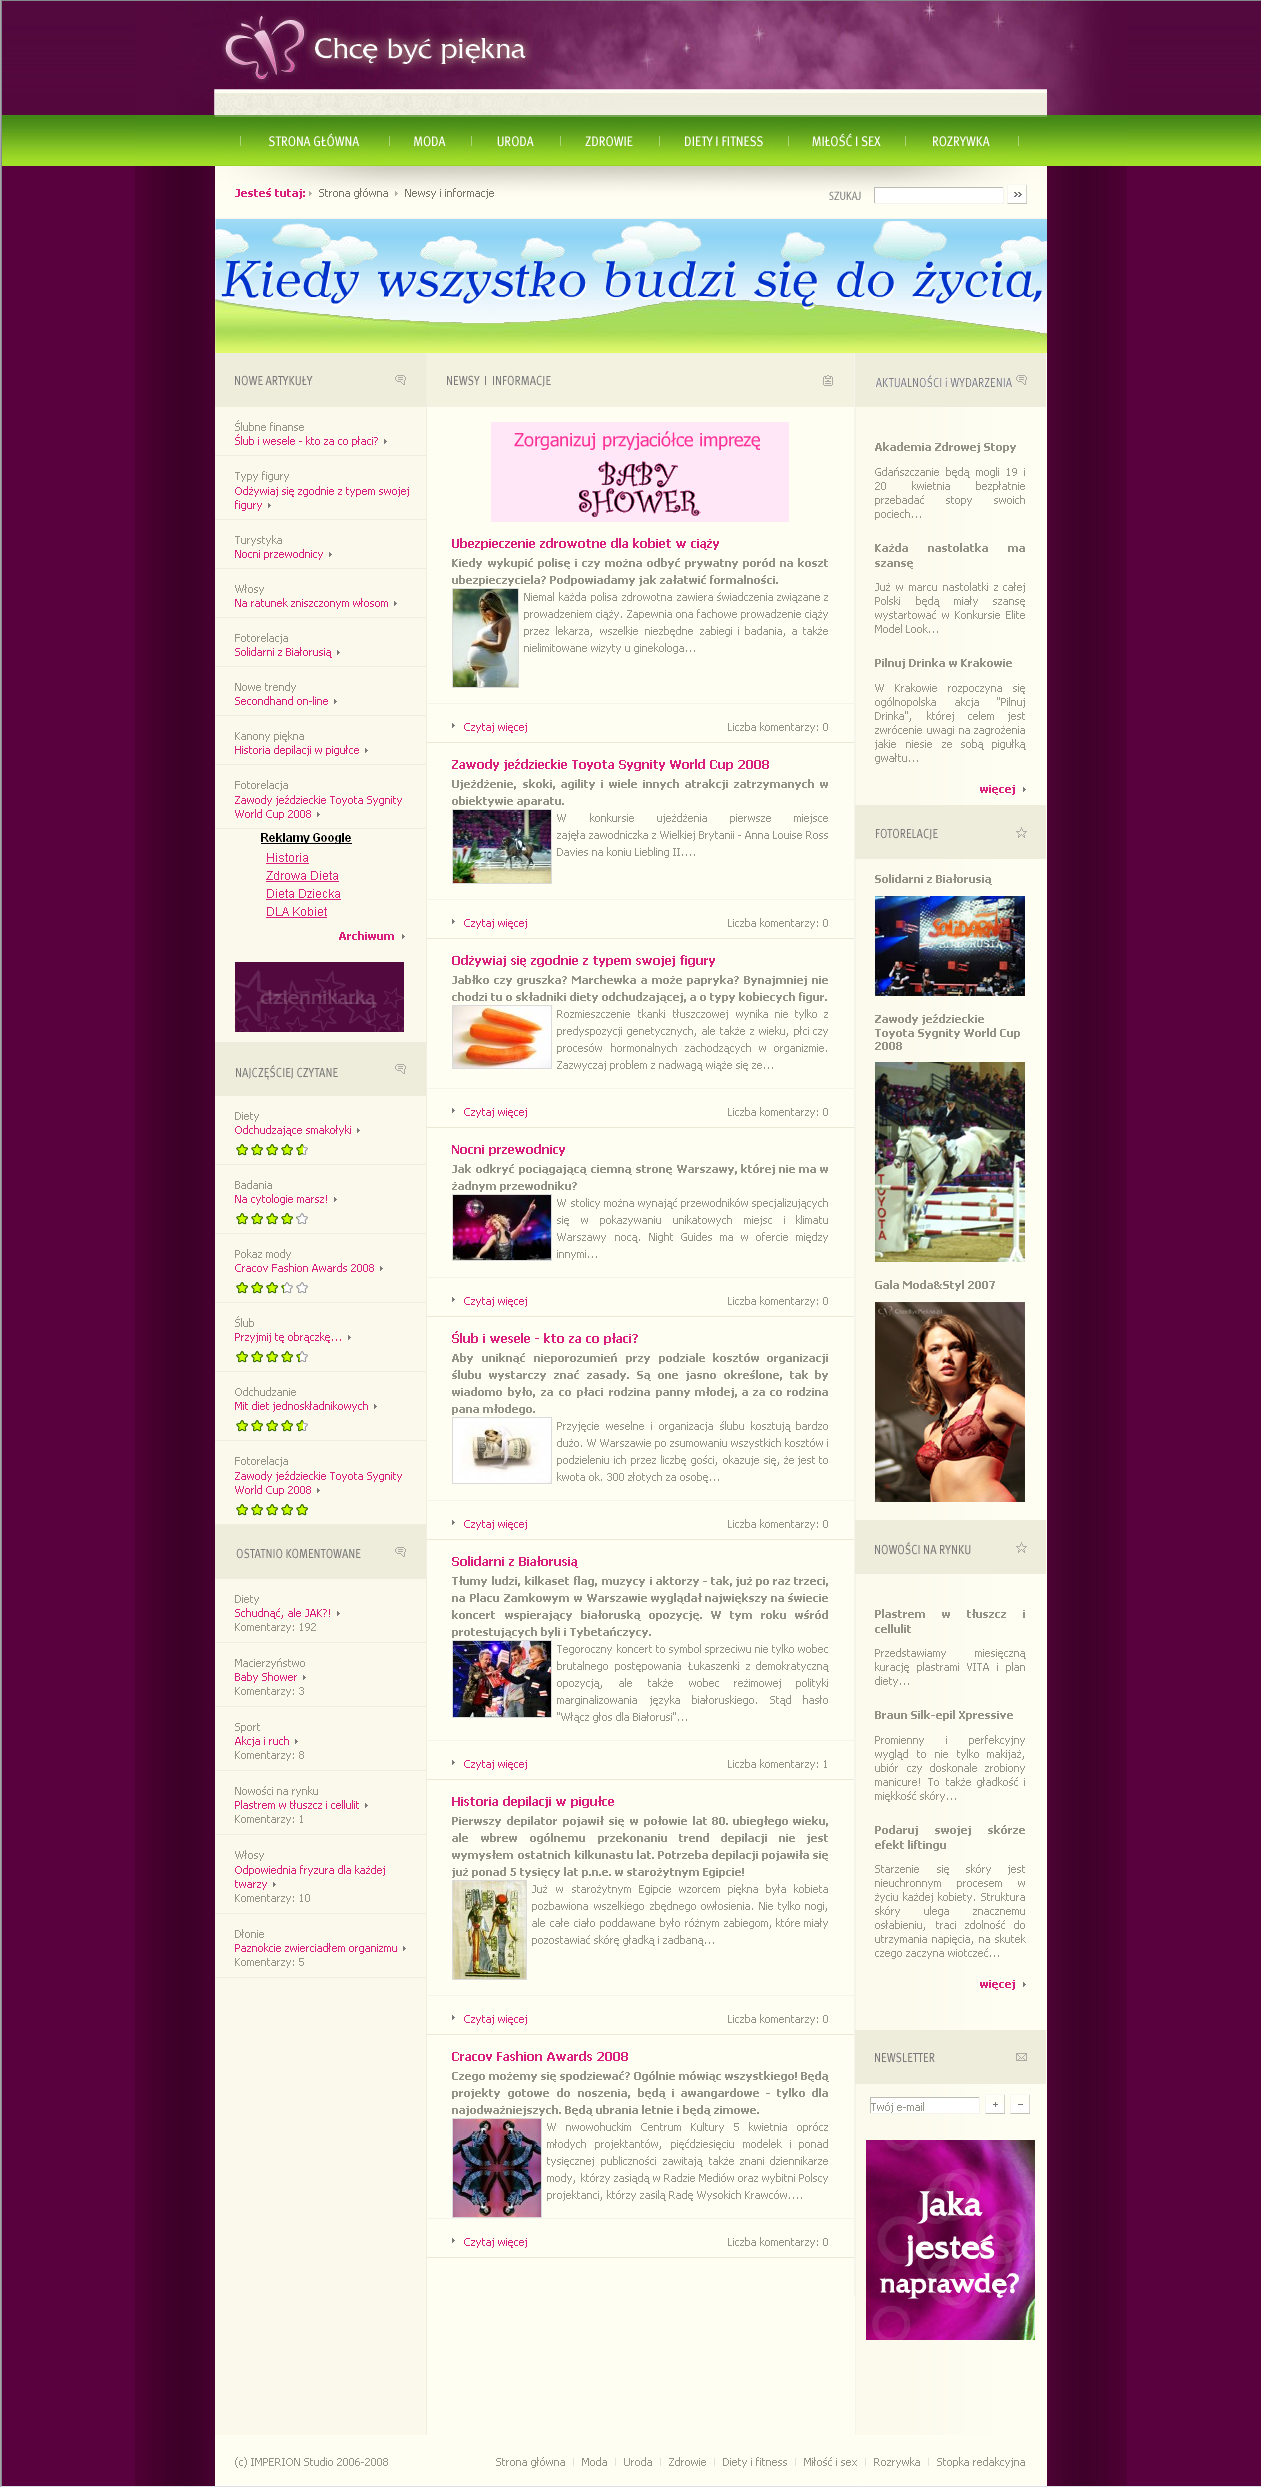 Chcę być piękna
STRONA GŁÓWNA
MODA
URODA
ZDROWIE
DIETY I FITNESS
MIŁOŚĆ I SEX
ROZRYWKA
Jesteś tutaj: Strona główna Newsy i informacje
SZUKAJ
»
Kiedy wszystko budzi się do życia,
NOWE ARTYKUŁY
Ślubne finanse
Ślub i wesele - kto za co płaci?
Typy figury
Odżywiaj się zgodnie z typem swojej
figury
Turystyka
Nocni przewodnicy
Włosy
Na ratunek zniszczonym włosom
Fotorelacja
Solidarni z Białorusią
Nowe trendy
Secondhand on-line
Kanony piękna
Historia depilacji w pigułce
Fotorelacja
Zawody jeździeckie Toyota Sygnity
World Cup 2008
Reklamy Google
Historia
Zdrowa Dieta
Dieta Dziecka
DLA Kobiet
Archiwum
dziennikarką
NAJCZĘŚCIEJ CZYTANE
Diety
Odchudzające smakołyki
Badania
Na cytologie marsz!
Pokaz mody
Cracov Fashion Awards 2008
Ślub
Przyjmij tę obrączkę...
Odchudzanie
Mit diet jednoskładnikowych
Fotorelacja
Zawody jeździeckie Toyota Sygnity
World Cup 2008
OSTATNIO KOMENTOWANE
Diety
Schudnąć, ale JAK?!
Komentarzy: 192
Macierzyństwo
Baby Shower
Komentarzy: 3
Sport
Akcja i ruch
Komentarzy: 8
Nowości na rynku
Plastrem w tłuszcz i cellulit
Komentarzy: 1
Włosy
Odpowiednia fryzura dla każdej
twarzy
Komentarzy: 10
Dłonie
Paznokcie zwierciadłem organizmu
Komentarzy: 5
NEWSY I INFORMACJE
Zorganizuj przyjaciółce imprezę
BABY
SHOWER
Ubezpieczenie zdrowotne dla kobiet w ciąży
Kiedy wykupić polisę i czy można odbyć prywatny poród na koszt
ubezpieczyciela? Podpowiadamy jak załatwić formalności.
Niemal każda polisa zdrowotna zawiera świadczenia związane z
prowadzeniem ciąży. Zapewnia ona fachowe prowadzenie ciąży
przez lekarza, wszelkie niezbędne zabiegi i badania, a także
nielimitowane wizyty u ginekologa...
Czytaj więcej
Liczba komentarzy: 0
Zawody jeździeckie Toyota Sygnity World Cup 2008
Ujeżdżenie, skoki, agility i wiele innych atrakcji zatrzymanych w
obiektywie aparatu.
W konkursie ujeżdżenia pierwsze miejsce
zajęła zawodniczka z Wielkiej Brytanii - Anna Louise Ross
Davies na koniu Liebling II....
Czytaj więcej
Liczba komentarzy: 0
Odżywiaj się zgodnie z typem swojej figury
Jabłko czy gruszka? Marchewka a może papryka? Bynajmniej nie
chodzi tu o składniki diety odchudzającej, a o typy kobiecych figur.
Rozmieszczenie tkanki tłuszczowej wynika nie tylko z
predyspozycji genetycznych, ale także z wieku, płci czy
procesów hormonalnych zachodzących w organizmie.
Zazwyczaj problem z nadwagą wiąże się ze...
Czytaj więcej
Liczba komentarzy: 0
Nocni przewodnicy
Jak odkryć pociągającą ciemną stronę Warszawy, której nie ma w
żadnym przewodniku?
W stolicy można wynająć przewodników specjalizujących
się w pokazywaniu unikatowych miejsc i klimatu
Warszawy nocą. Night Guides ma w ofercie między
innymi...
Czytaj więcej
Liczba komentarzy: 0
Ślub i wesele - kto za co płaci?
Aby uniknąć nieporozumień przy podziale kosztów organizacji
ślubu wystarczy znać zasady. Są one jasno określone, tak by
wiadomo było, za co płaci rodzina panny młodej, a za co rodzina
pana młodego.
Przyjęcie weselne i organizacja ślubu kosztują bardzo
dużo. W Warszawie po zsumowaniu wszystkich kosztów i
podzieleniu ich przez liczbę gości, okazuje się, że jest to
kwota ok. 300 złotych za osobę...
Czytaj więcej
Liczba komentarzy: 0
Solidarni z Białorusią
Tłumy ludzi, kilkaset flag, muzycy i aktorzy - tak, już po raz trzeci,
na Placu Zamkowym w Warszawie wyglądał największy na świecie
koncert wspierający białoruską opozycję. W tym roku wśród
protestujących byli i Tybetańczycy.
Tegoroczny koncert to symbol sprzeciwu nie tylko wobec
brutalnego postępowania Łukaszenki z demokratyczną
opozycją, ale także wobec reżimowej polityki
marginalizowania języka białoruskiego. Stąd hasło
"Włącz głos dla Białorusi"...
Czytaj więcej
Liczba komentarzy: 1
Historia depilacji w pigułce
Pierwszy depilator pojawił się w połowie lat 80. ubiegłego wieku,
ale wbrew ogólnemu przekonaniu trend depilacji nie jest
wymysłem ostatnich kilkunastu lat. Potrzeba depilacji pojawiła się
już ponad 5 tysięcy lat p.n.e. w starożytnym Egipcie!
Już w starożytnym Egipcie wzorcem piękna była kobieta
pozbawiona wszelkiego zbędnego owłosienia. Nie tylko nogi,
ale całe ciało poddawane było różnym zabiegom, które miały
pozostawiać skórę gładką i zadbaną...
Czytaj więcej
Liczba komentarzy: 0
Cracov Fashion Awards 2008
Czego możemy się spodziewać? Ogólnie mówiąc wszystkiego! Będą
projekty gotowe do noszenia, będą i awangardowe - tylko dla
najodważniejszych. Będą ubrania letnie i będą zimowe.
W nwowohuckim Centrum Kultury 5 kwietnia oprócz
młodych projektantów, pięćdziesięciu modelek i ponad
tysięcznej publiczności zawitają także znani dziennikarze
mody, którzy zasiądą w Radzie Mediów oraz wybitni Polscy
projektanci, którzy zasilą Radę Wysokich Krawców....
Czytaj więcej
Liczba komentarzy: 0
AKTUALNOŚCI i WYDARZENIA
Akademia Zdrowej Stopy
Gdańszczanie będą mogli 19 i
20 kwietnia bezpłatnie
przebadać stopy swoich
pociech...
Każda nastolatka ma
szansę
Już w marcu nastolatki z całej
Polski będą miały szansę
wystartować w Konkursie Elite
Model Look...
Pilnuj Drinka w Krakowie
W Krakowie rozpoczyna się
ogólnopolska akcja "Pilnuj
Drinka", której celem jest
zwrócenie uwagi na zagrożenia
jakie niesie ze sobą pigułką
gwałtu...
więcej
FOTORELACJE
Solidarni z Białorusią
SOLIDARNI
Z BIAŁORUSIĄ
Zawody jeździeckie
Toyota Sygnity World Cup
2008
TOYOTA
Gala Moda&Styl 2007
ChceBycPiekna.pl
NOWOŚCI NA RYNKU
Plastrem w tłuszcz i
cellulit
Przedstawiamy miesięczną
kurację plastrami VITA i plan
diety...
Braun Silk-epil Xpressive
Promienny i perfekcyjny
wygląd to nie tylko makijaż,
ubiór czy doskonale zrobiony
manicure! To także gładkość i
miękkość skóry...
Podaruj swojej skórze
efekt liftingu
Starzenie się skóry jest
nieuchronnym procesem w
życiu każdej kobiety. Struktura
skóry ulega znacznemu
osłabieniu, traci zdolność do
utrzymania napięcia, na skutek
czego zaczyna wiotczeć...
więcej
NEWSLETTER
Twój e-mail
+
-
Jaka
jesteś
naprawdę?
(c) IMPERION Studio 2006-2008
Strona główna | Moda | Uroda | Zdrowie | Diety i fitness | Miłość i sex | Rozrywka | Stopka redakcyjna